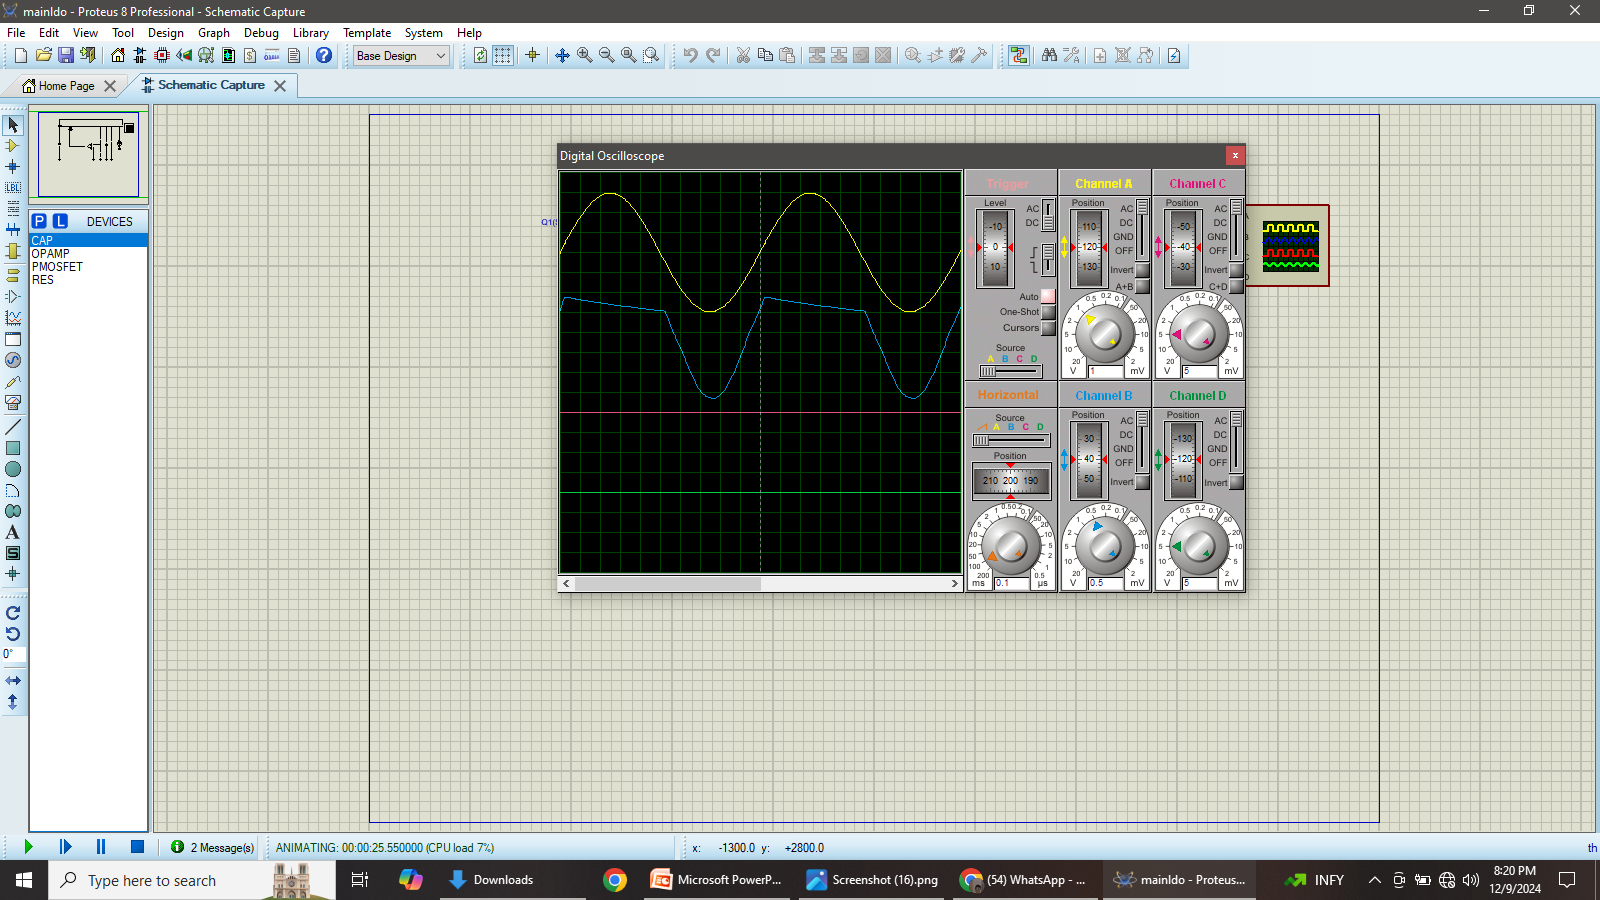 mainldo - Proteus 8 Professional - Schematic Capture
File Edit View Tool Design Graph Debug Library Template System Help
Base Design
Home Page
Schematic Capture
P L DEVICES
CAP
OPAMP
PMOSFET
RES
LBL
A
S
0°
Q1(
Digital Oscilloscope
Trigger
Level
-10
0
10
AC
DC
Auto
One-Shot
Cursors
Source
A B C D
Channel A
Position
110
120
130
AC
DC
GND
OFF
Invert
A+B
V 1 mV
Channel C
Position
-50
-40
-30
AC
DC
GND
OFF
Invert
C+D
V 5 mV
Horizontal
Source
A B C D
Position
210 200 190
ms 0.1 µs
Channel B
Position
30
40
50
AC
DC
GND
OFF
Invert
V 0.5 mV
Channel D
Position
-130
-120
-110
AC
DC
GND
OFF
Invert
V 5 mV
2 Message(s)
ANIMATING: 00:00:25.550000 (CPU load 7%)
x: -1300.0 y: +2800.0
th
Type here to search
Downloads
Microsoft PowerP...
Screenshot (16).png
(54) WhatsApp - ...
mainldo - Proteus...
INFY
8:20 PM
12/9/2024